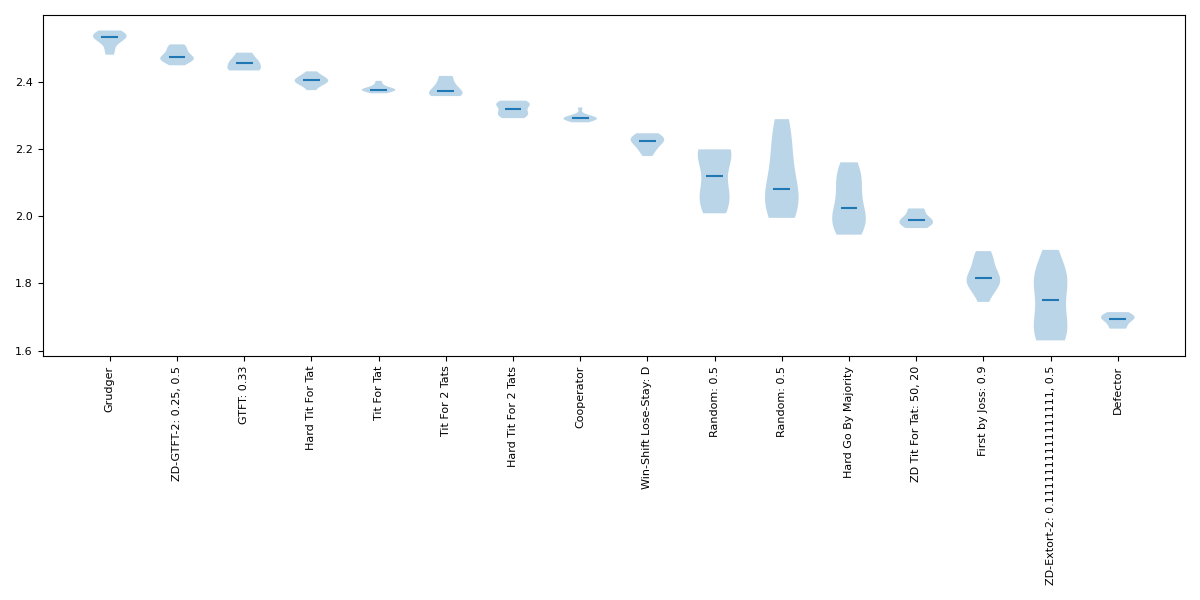 2.4
2.2
2.0
1.8
1.6
Grudger
ZD-GTFT-2: 0.25, 0.5
GTFT: 0.33
Hard Tit For Tat
Tit For Tat
Tit For 2 Tats
Hard Tit For 2 Tats
Cooperator
Win-Shift Lose-Stay: D
Random: 0.5
Random: 0.5
Hard Go By Majority
ZD Tit For Tat: 50, 20
First by Joss: 0.9
ZD-Extort-2: 0.1111111111111111, 0.5
Defector